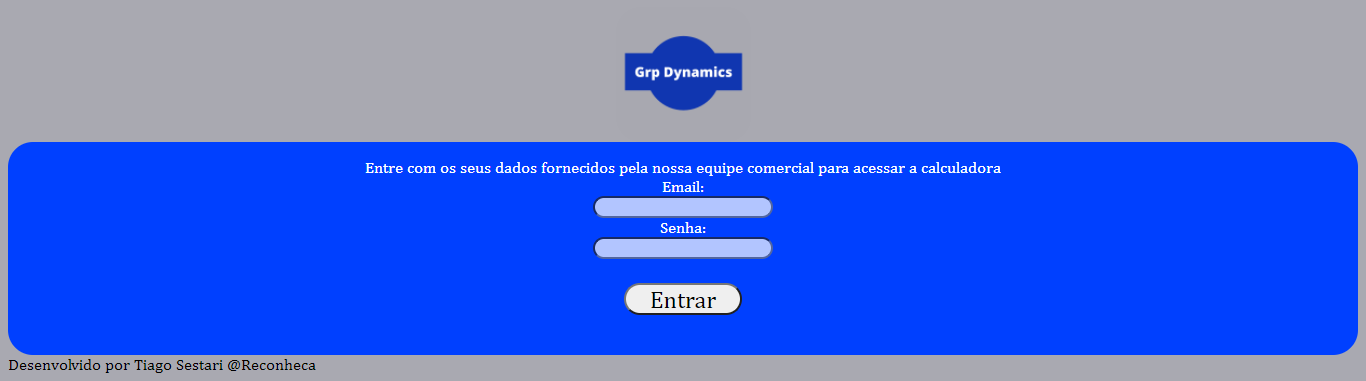 Grp Dynamics
Entre com os seus dados fornecidos pela nossa equipe comercial para acessar a calculadora
Email:
Senha:
Entrar
Desenvolvido por Tiago Sestari @Reconheca